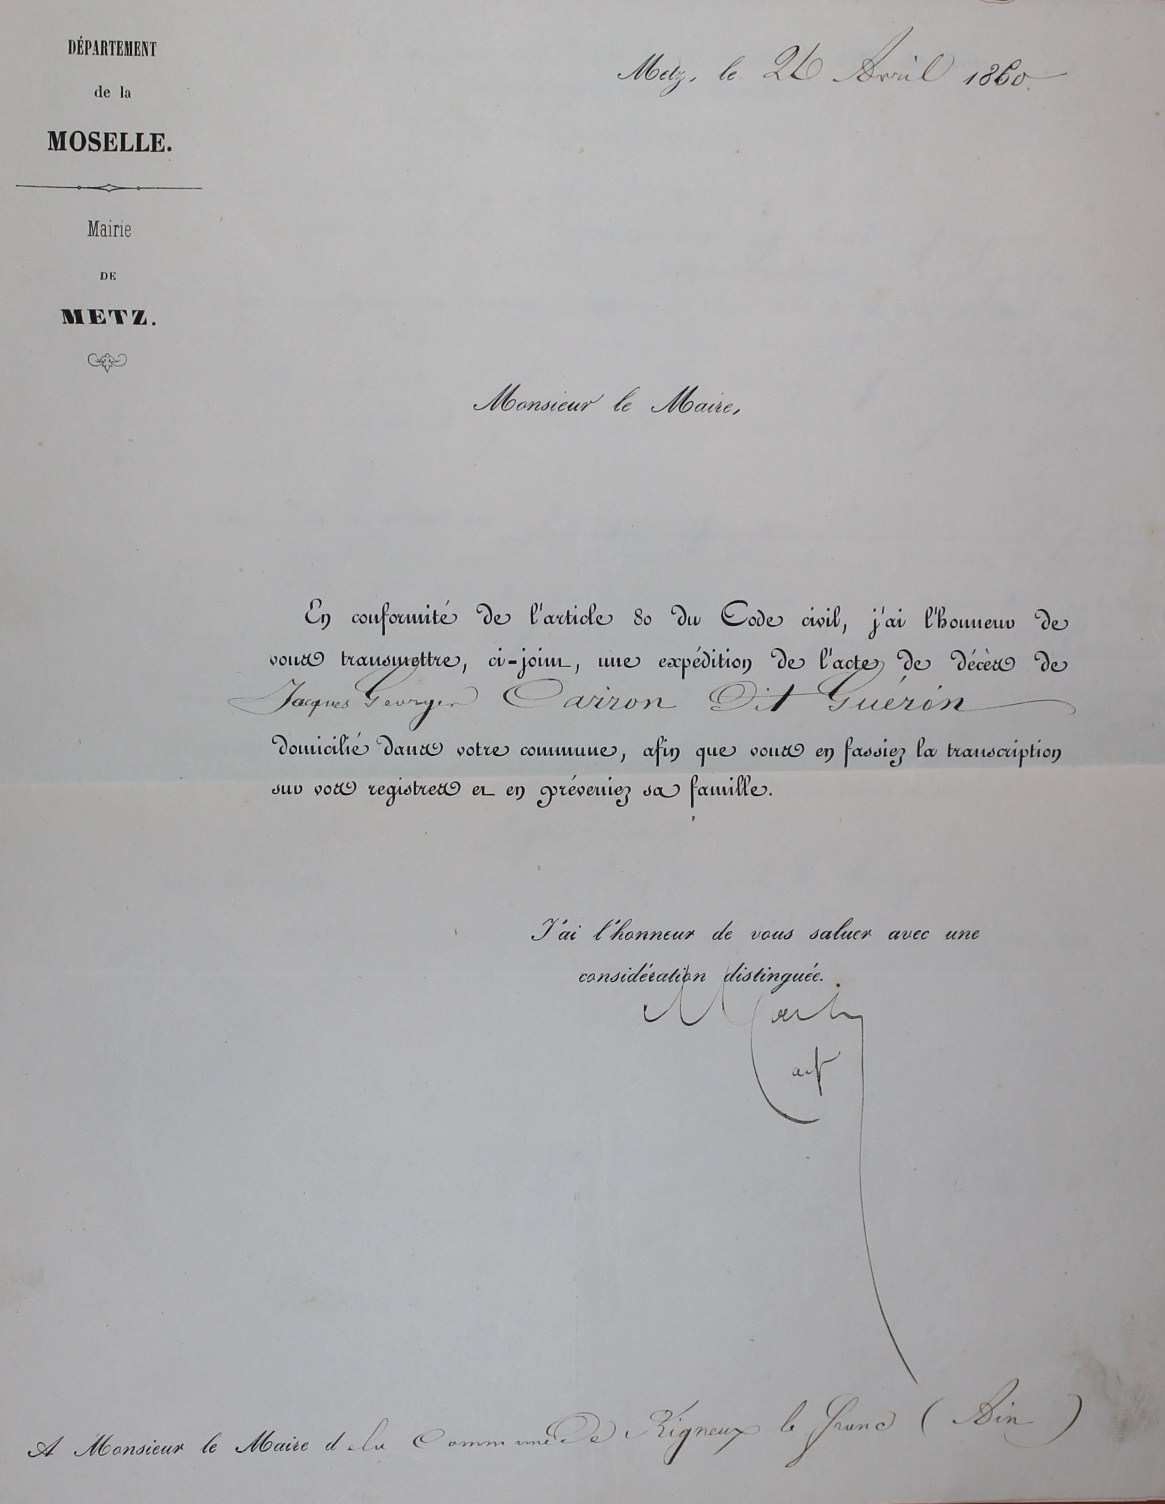 DÉPARTEMENT
de la
MOSELLE.
Mairie
DE
METZ.
Metz, le 26 Avril 1860.
Monsieur le Maire,
En conformité de l'article 80 du Code civil, j'ai l'honneur de
vous transmettre, ci-joint, une expédition de l'acte de décès de
Jacques Georges Carron Dit Guérin
domicilié dans votre commune, afin que vous en fassiez la transcription
sur vos registres et en préveniez sa famille.
J'ai l'honneur de vous saluer avec une
considération distinguée.
A Monsieur le Maire d e la Commune De Rigneux le franc (Ain)